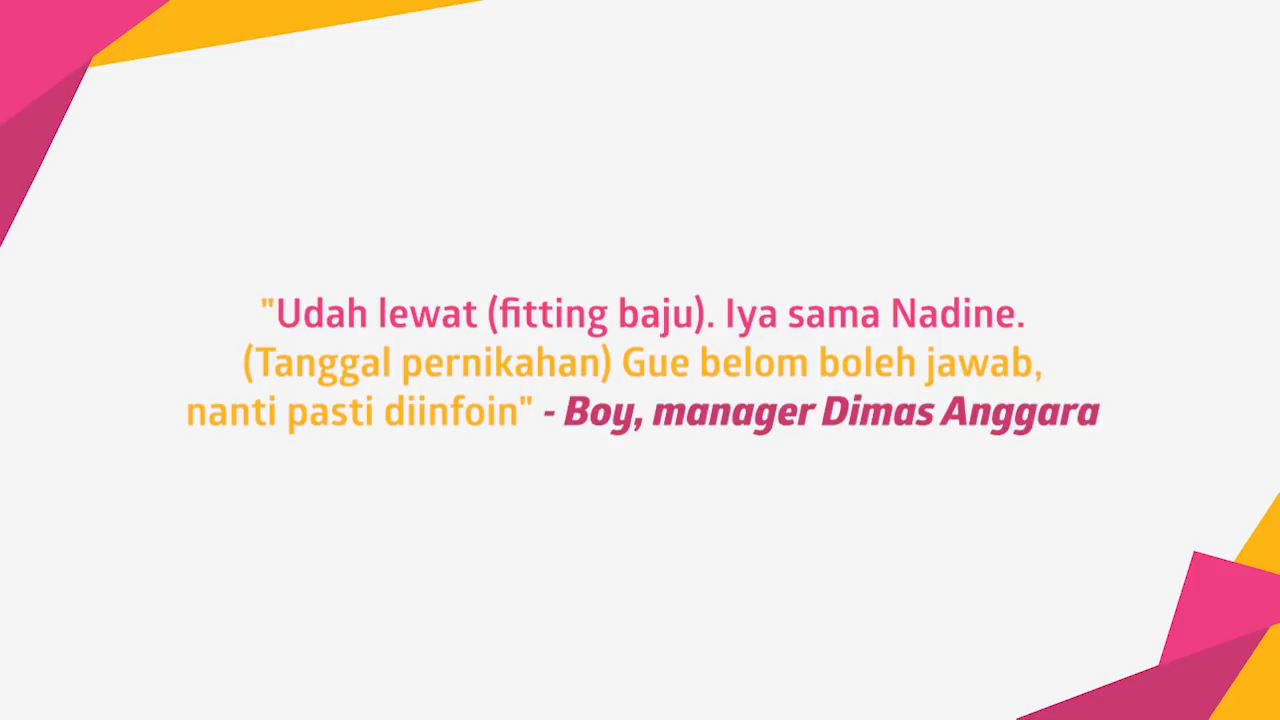 "Udah lewat (fitting baju). Iya sama Nadine.
(Tanggal pernikahan) Gue belom boleh jawab,
nanti pasti diinfoin" - Boy, manager Dimas Anggara